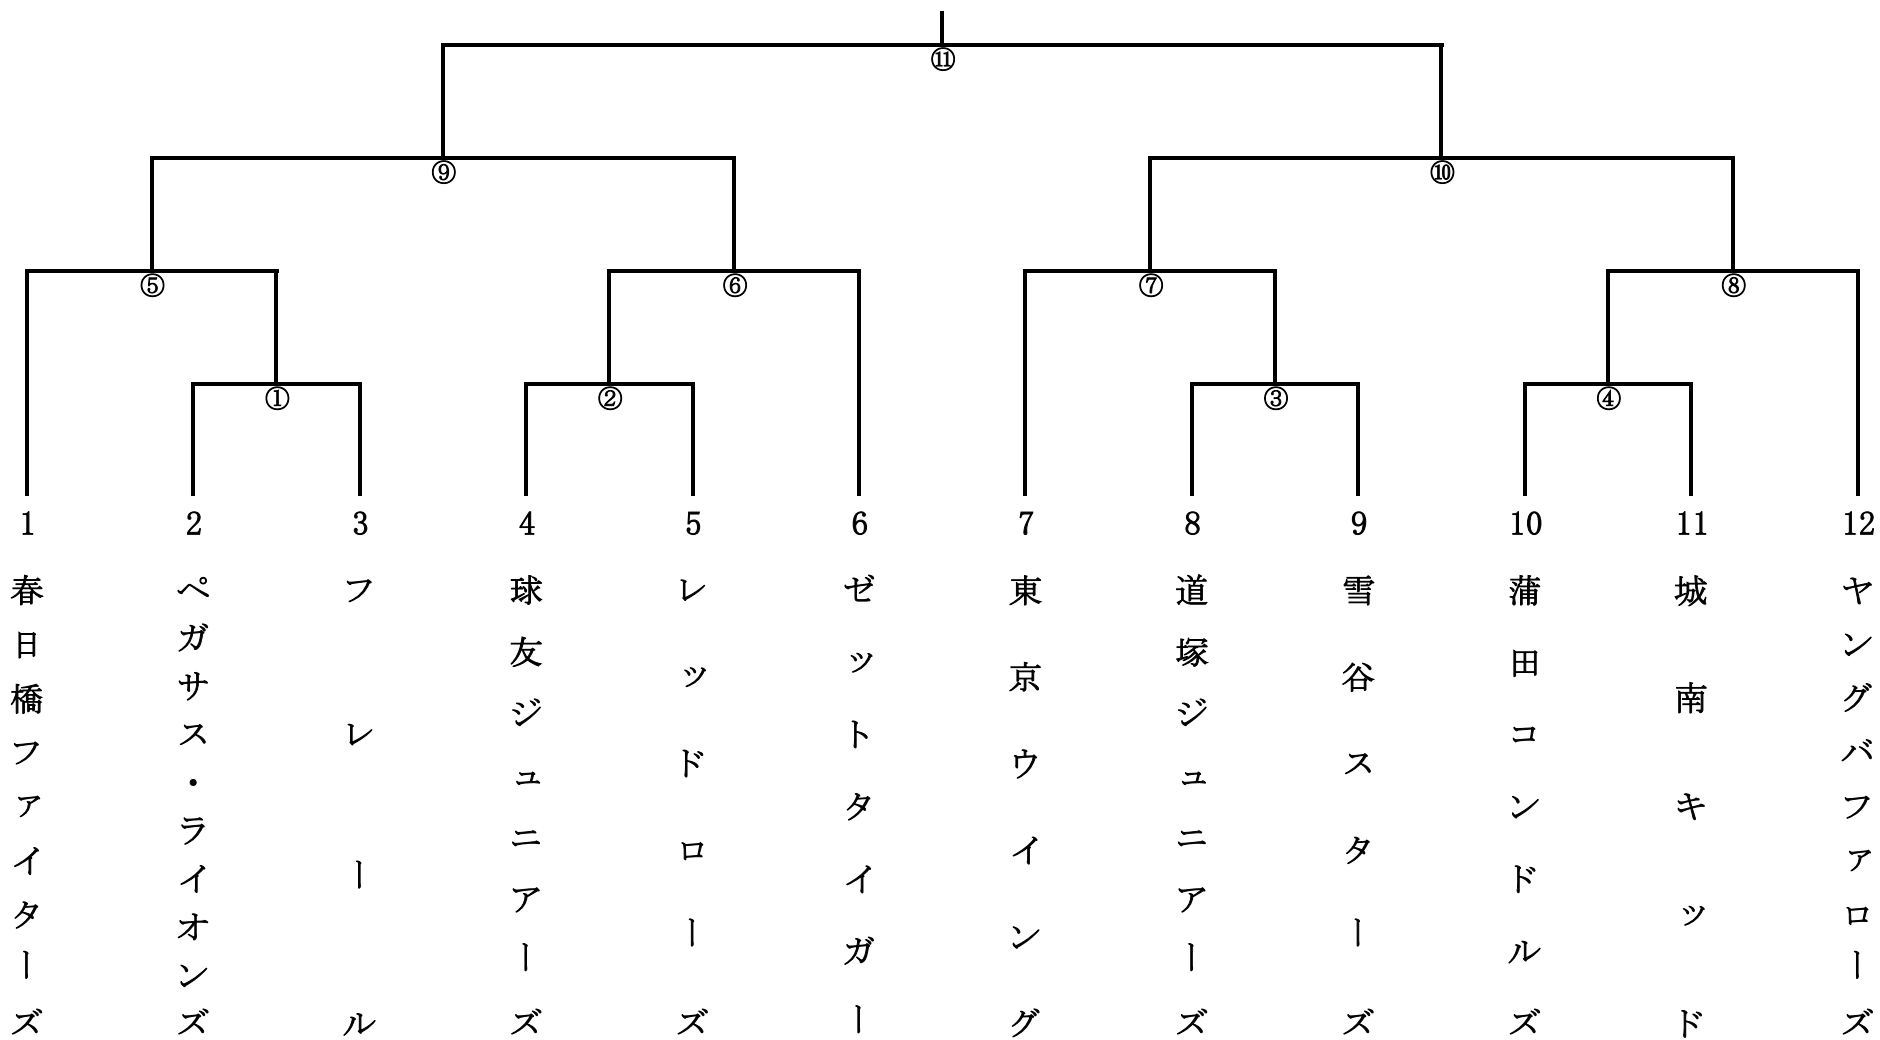 ⑪
⑨
⑩
⑤
⑥
⑦
⑧
①
②
③
④
1
2
3
4
5
6
7
8
9
10
11
12
春日橋ファイターズ
ペガサス・ライオンズ
フレール
球友ジュニアーズ
レッドローズ
ゼットタイガー
東京ウイング
道塚ジュニアーズ
雪谷スターズ
蒲田コンドルズ
城南キッド
ヤングバファローズ